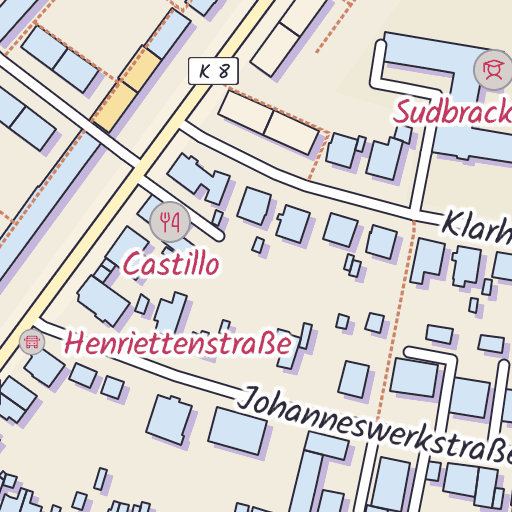 K 8
Sudbrack
Klarh
Castillo
Henriettenstraße
Johanneswerkstraße